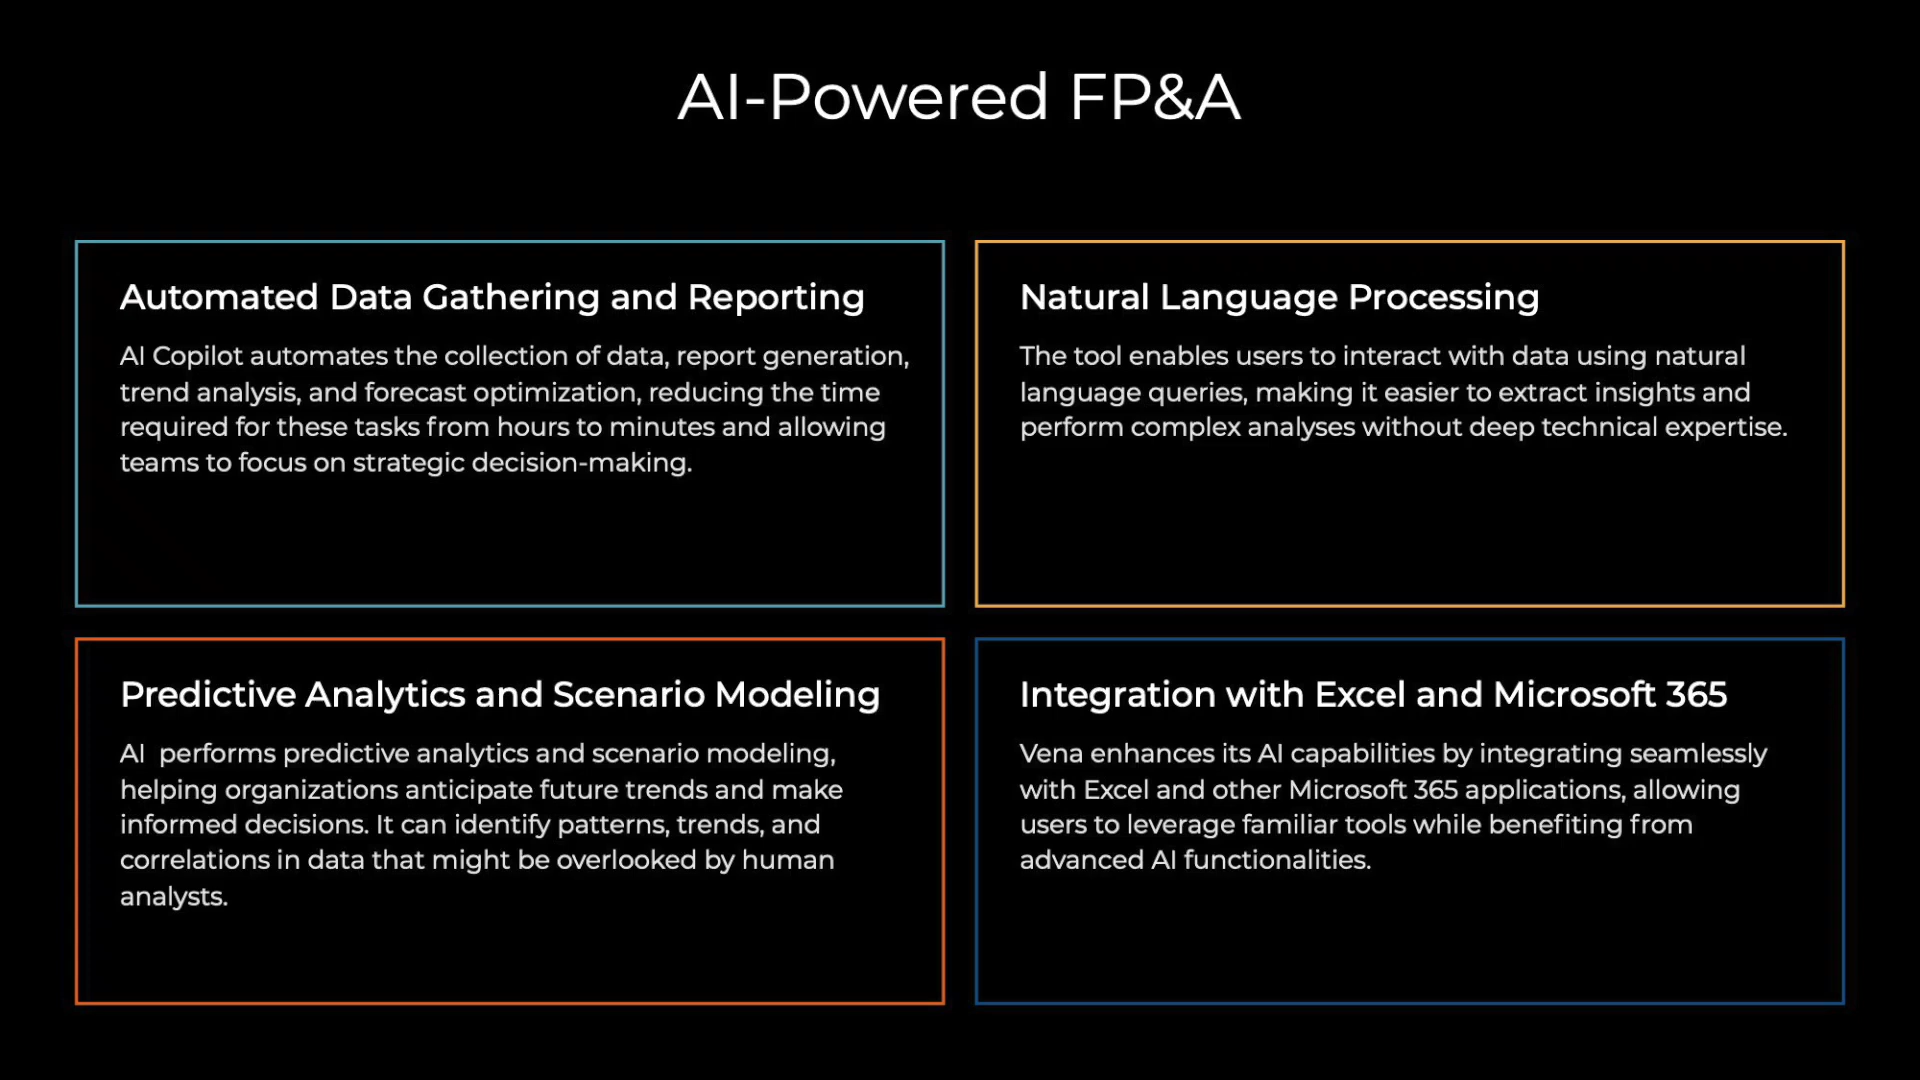 AI-Powered FP&A
Automated Data Gathering and Reporting
AI Copilot automates the collection of data, report generation,
trend analysis, and forecast optimization, reducing the time
required for these tasks from hours to minutes and allowing
teams to focus on strategic decision-making.
Natural Language Processing
The tool enables users to interact with data using natural
language queries, making it easier to extract insights and
perform complex analyses without deep technical expertise.
Predictive Analytics and Scenario Modeling
AI  performs predictive analytics and scenario modeling,
helping organizations anticipate future trends and make
informed decisions. It can identify patterns, trends, and
correlations in data that might be overlooked by human
analysts.
Integration with Excel and Microsoft 365
Vena enhances its AI capabilities by integrating seamlessly
with Excel and other Microsoft 365 applications, allowing
users to leverage familiar tools while benefiting from
advanced AI functionalities.